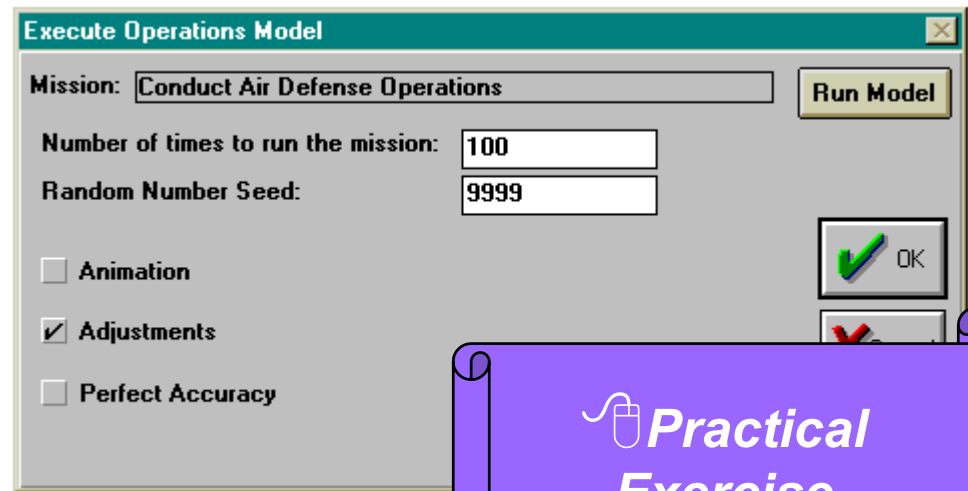 Execute Operations Model
Mission: Conduct Air Defense Operations
Run Model
Number of times to run the mission: 100
Random Number Seed: 9999
Animation
OK
Adjustments
Perfect Accuracy
Practical
Exercise